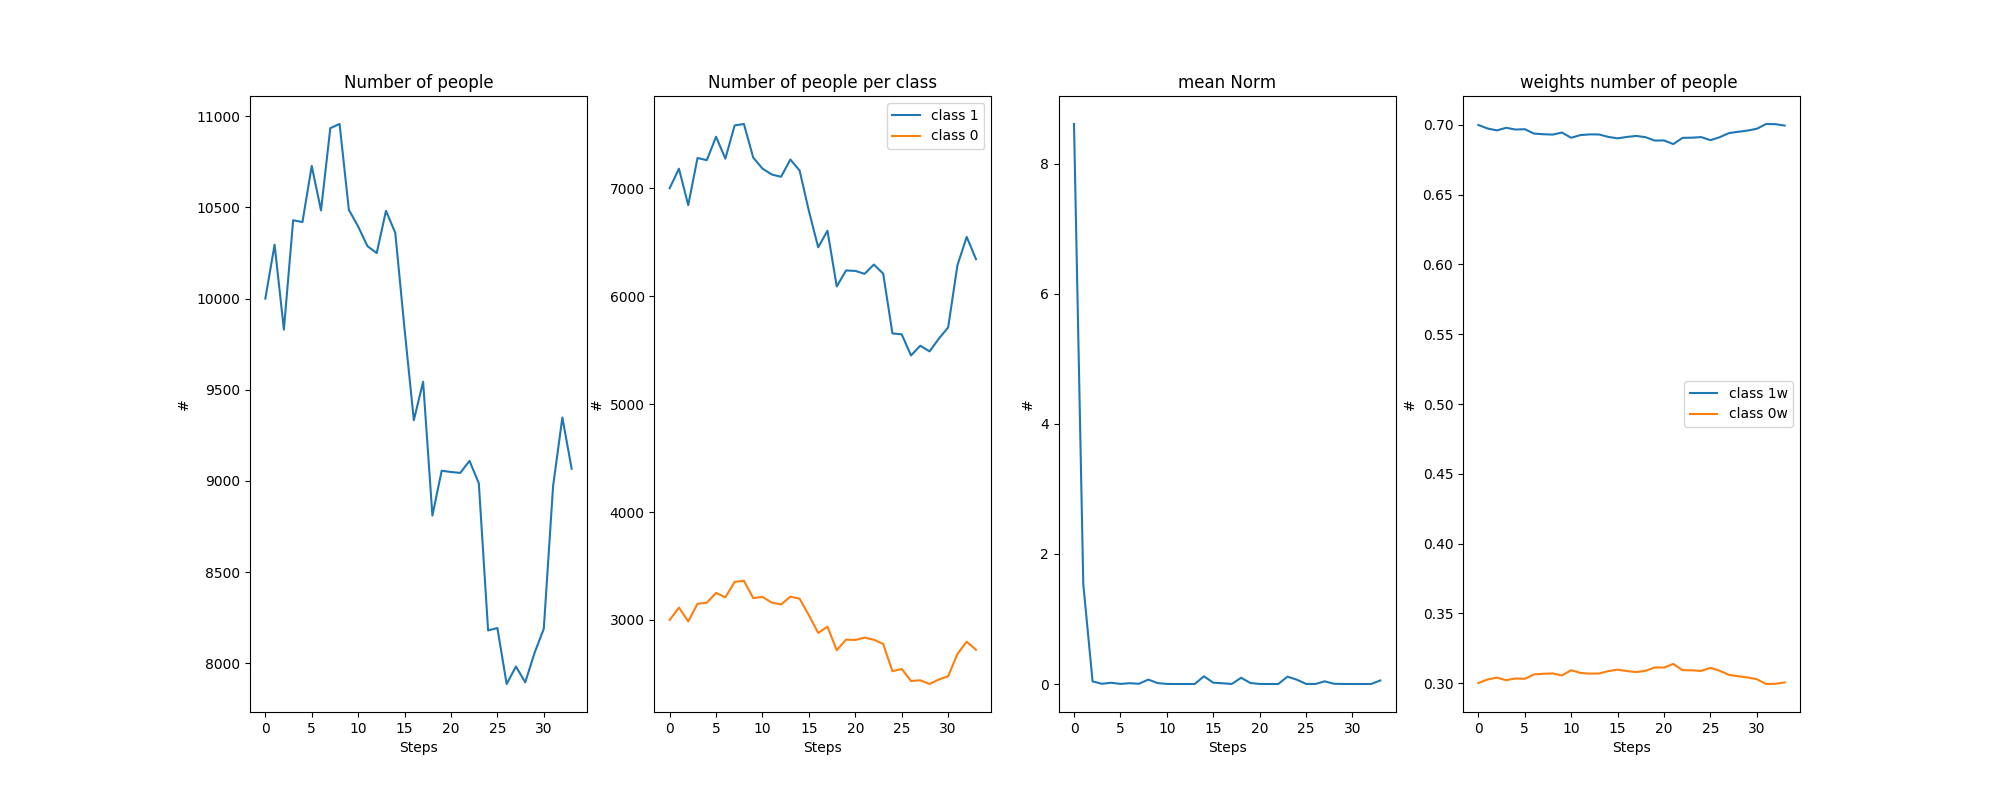 Number of people
11000
10500
10000
9500
9000
8500
8000
#
0 5 10 15 20 25 30
Steps
Number of people per class
class 1
class 0
7000
6000
5000
4000
3000
#
0 5 10 15 20 25 30
Steps
mean Norm
8
6
4
2
0
#
0 5 10 15 20 25 30
Steps
weights number of people
0.70
0.65
0.60
0.55
0.50
0.45
0.40
0.35
0.30
#
class 1w
class 0w
0 5 10 15 20 25 30
Steps